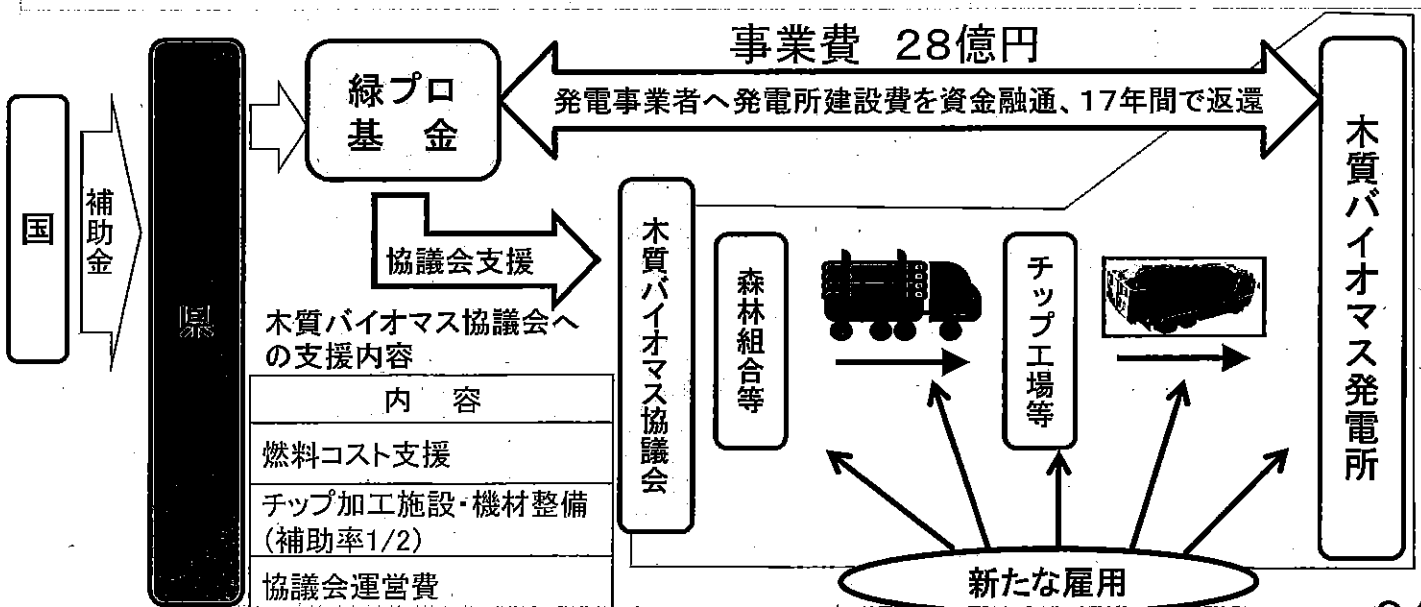 事業費 28億円
緑プロ
基 金
発電事業者へ発電所建設費を資金融通、17年間で返還
国
補助金
県
協議会支援
木質バイオマス協議会へ
の支援内容
内 容
燃料コスト支援
チップ加工施設・機材整備
(補助率1/2)
協議会運営費
木質バイオマス協議会
森林組合等
チップ工場等
木質バイオマス発電所
新たな雇用